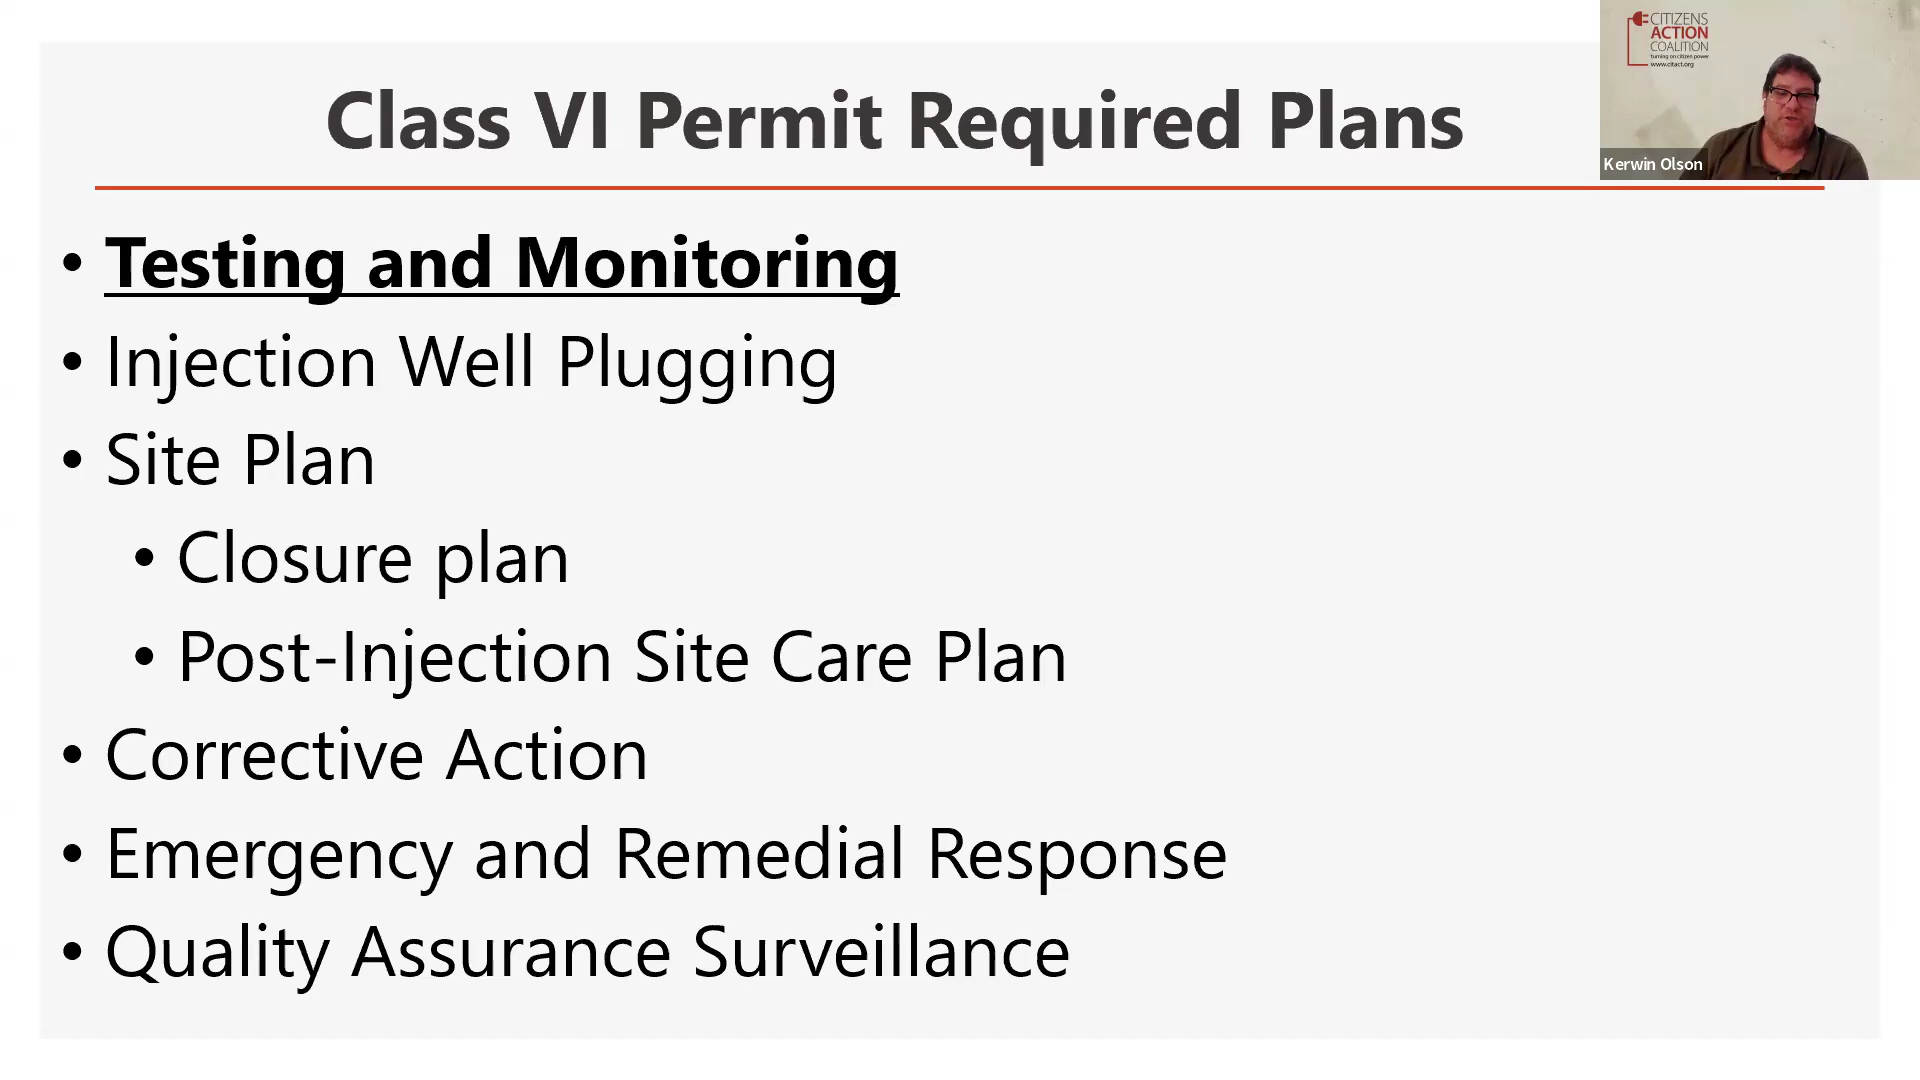 Class VI Permit Required Plans
CITIZENS
ACTION
COALITION
turning on citizen power
www.citact.org
Kerwin Olson
• Testing and Monitoring
• Injection Well Plugging
• Site Plan
• Closure plan
• Post-Injection Site Care Plan
• Corrective Action
• Emergency and Remedial Response
• Quality Assurance Surveillance